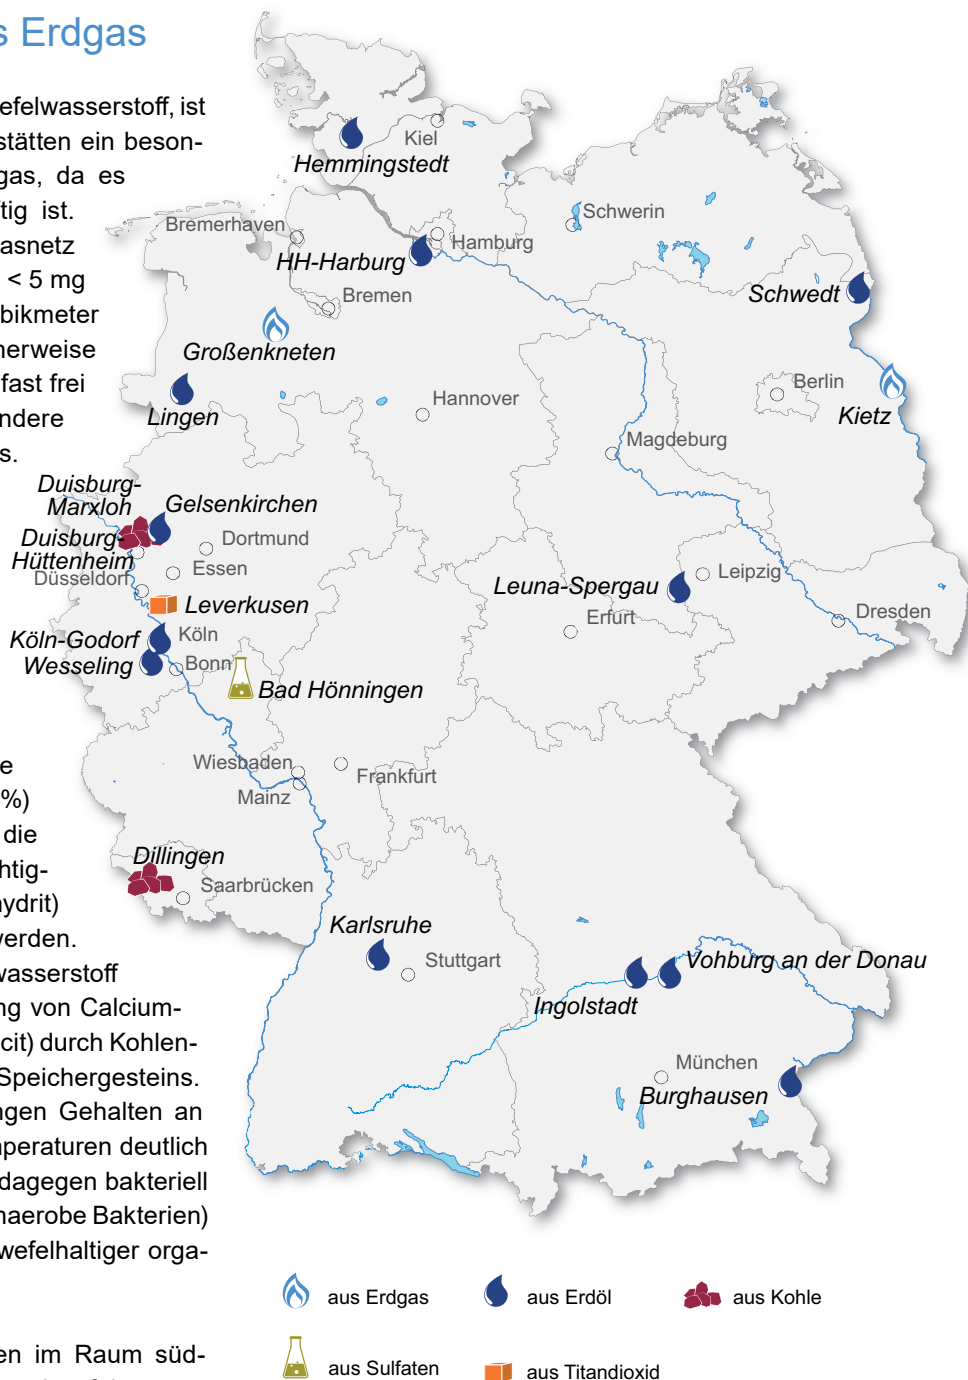 s Erdgas
efelwasserstoff, ist
stätten ein beson-
gas, da es
ftig ist.
asnetz
< 5 mg
bikmeter
herweise
fast frei
ndere
s.
e
%)
die
htig-
hydrit)
werden.
wasserstoff
ng von Calcium-
cit) durch Kohlen-
Speichergesteins.
ngen Gehalten an
mperaturen deutlich
dagegen bakteriell
naerobe Bakterien)
wefelhaltiger orga-
en im Raum süd-
Kiel
Hemmingstedt
Schwerin
Bremerhaven
Hamburg
HH-Harburg
Bremen
Schwedt
Großenkneten
Berlin
Hannover
Kietz
Lingen
Magdeburg
Duisburg-
Marxloh
Gelsenkirchen
Duisburg-
Hüttenheim
Dortmund
Essen
Düsseldorf
Leverkusen
Leuna-Spergau
Leipzig
Erfurt
Dresden
Köln-Godorf
Köln
Wesseling
Bonn
Bad Hönningen
Wiesbaden
Frankfurt
Mainz
Dillingen
Saarbrücken
Karlsruhe
Stuttgart
Vohburg an der Donau
Ingolstadt
München
Burghausen
aus Erdgas
aus Erdöl
aus Kohle
aus Sulfaten
aus Titandioxid